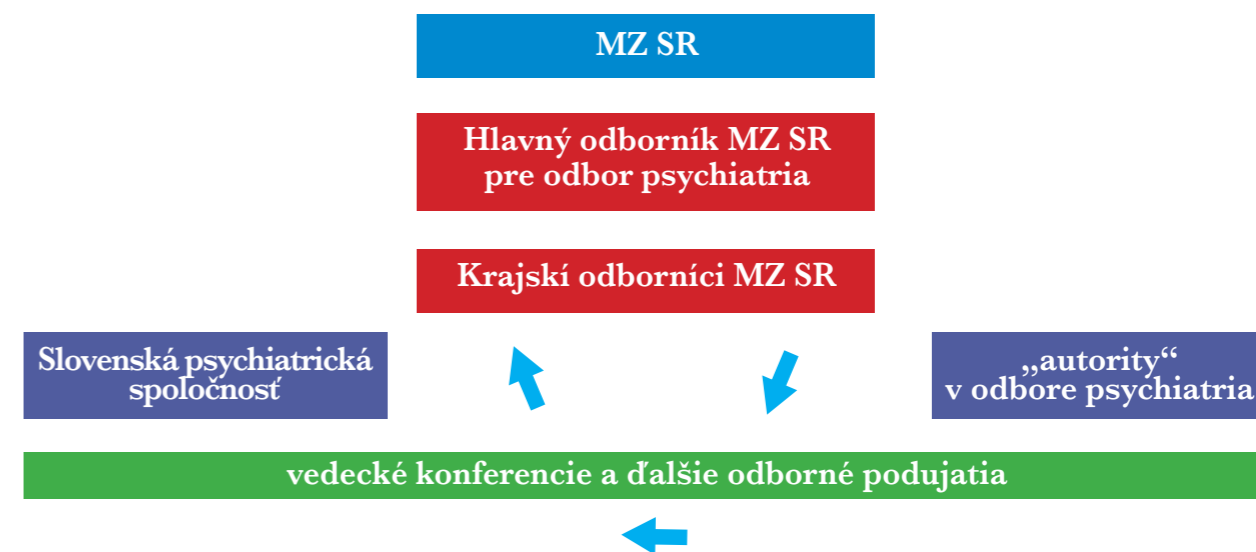 MZ SR
Hlavný odborník MZ SR
pre odbor psychiatria
Krajskí odborníci MZ SR
Slovenská psychiatrická
spoločnosť
„autority“
v odbore psychiatria
vedecké konferencie a ďalšie odborné podujatia